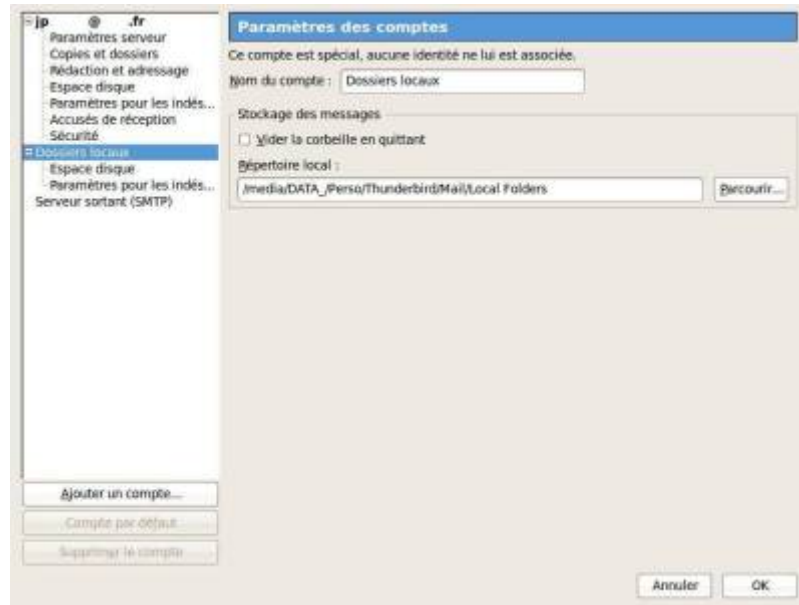 jp @ .fr
Paramètres serveur
Copies et dossiers
Rédaction et adressage
Espace disque
Paramètres pour les indés...
Accusés de réception
Sécurité
Dossiers locaux
Espace disque
Paramètres pour les indés...
Serveur sortant (SMTP)
Ajouter un compte...
Compte par défaut
Supprimer le compte
Paramètres des comptes
Ce compte est spécial, aucune identité ne lui est associée.
Nom du compte : Dossiers locaux
Stockage des messages
Vider la corbeille en quittant
Répertoire local :
/media/DATA_/Perso/Thunderbird/Mail/Local Folders
Parcourir...
Annuler
OK